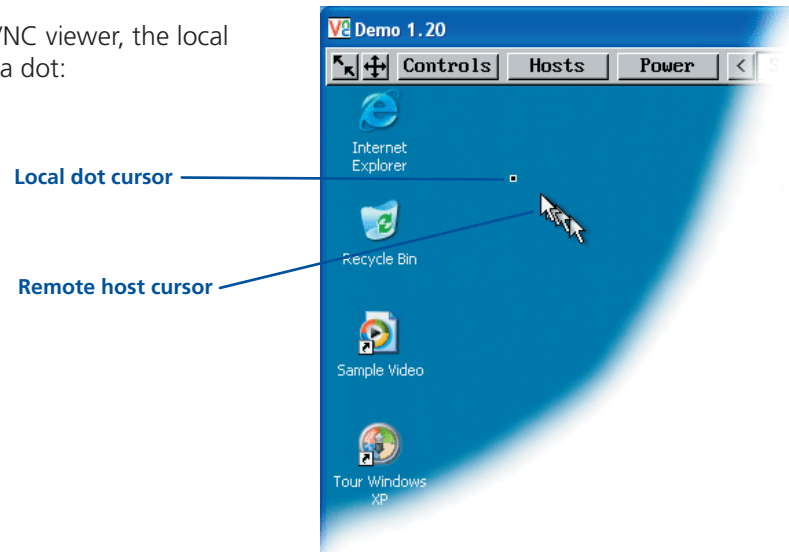 VNC viewer, the local
a dot:
Local dot cursor
Remote host cursor
Demo 1.20
Controls Hosts Power <
Internet
Explorer
Recycle Bin
Sample Video
Tour Windows
XP